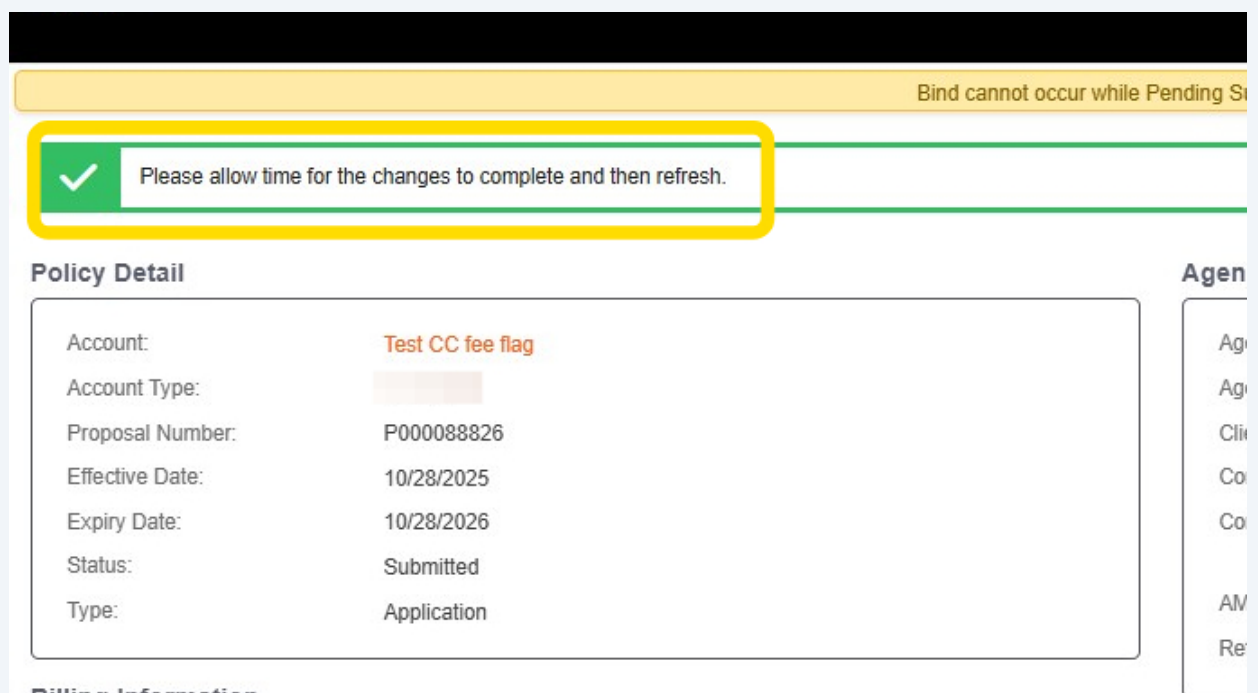 Bind cannot occur while Pending
Please allow time for the changes to complete and then refresh.
Policy Detail
Account: Test CC fee flag
Account Type:
Proposal Number: P000088826
Effective Date: 10/28/2025
Expiry Date: 10/28/2026
Status: Submitted
Type: Application
Billing Information